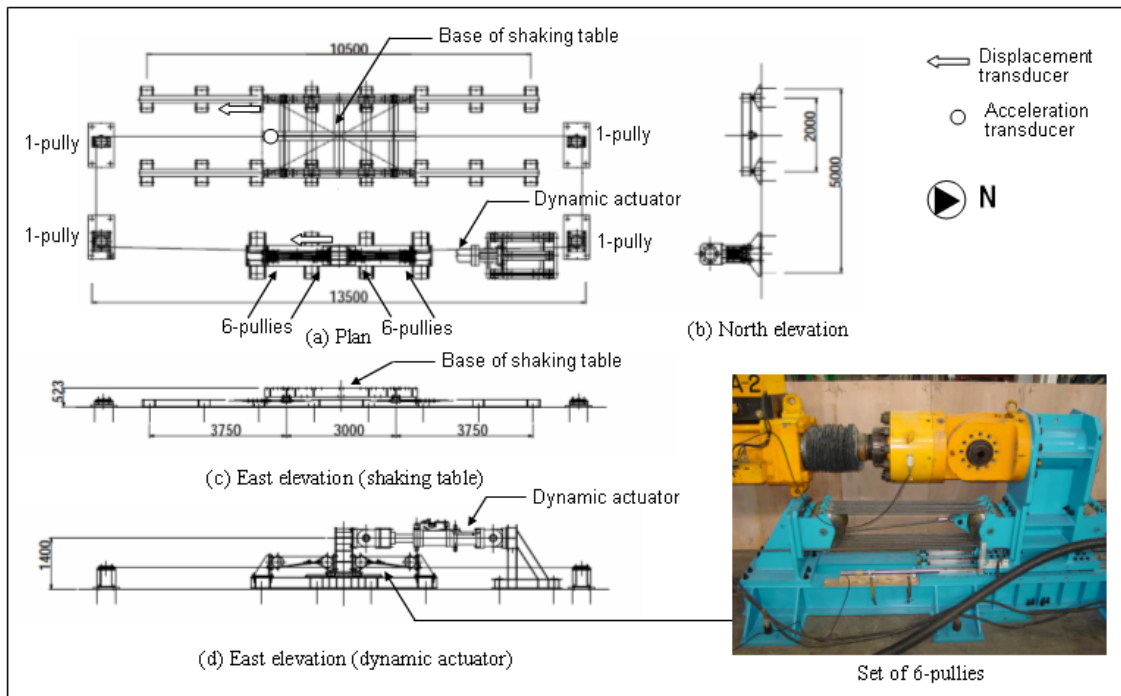 Base of shaking table
10500
Displacement
transducer
Acceleration
transducer
1-pully
1-pully
2000
5000
N
Dynamic actuator
1-pully
1-pully
13500
6-pullies
6-pullies
(a) Plan
(b) North elevation
Base of shaking table
523
3750
3000
3750
(c) East elevation (shaking table)
Dynamic actuator
1400
(d) East elevation (dynamic actuator)
A-2
Set of 6-pullies